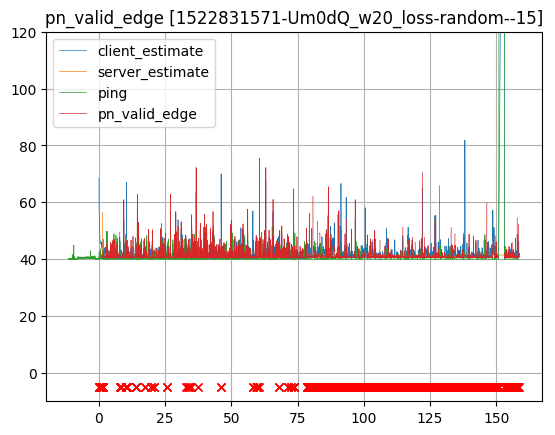 pn_valid_edge [1522831571-Um0dQ_w20_loss-random--15]
120
100
80
60
40
20
0
client_estimate
server_estimate
ping
pn_valid_edge
0 25 50 75 100 125 150